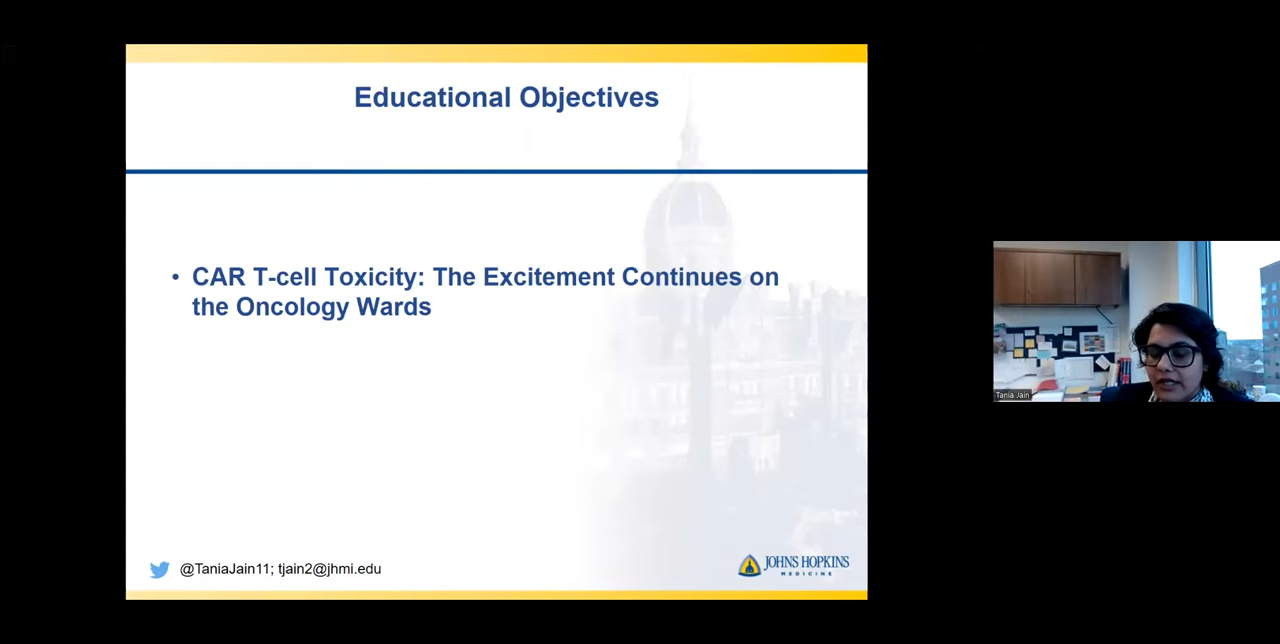 Educational Objectives
• CAR T-cell Toxicity: The Excitement Continues on
the Oncology Wards
@TaniaJain11; tjain2@jhmi.edu
JOHNS HOPKINS
MEDICINE
Tania Jain